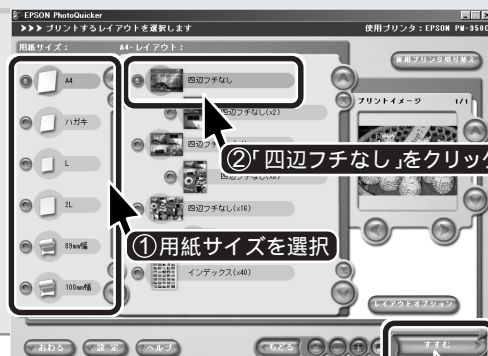 EPSON PhotoQuicker
>>> プリントするレイアウトを選択します
使用プリンタ：EPSON PM-950C
用紙サイズ：
A4-レイアウト：
使用プリンタ切り替え
A4
四辺フチなし
プリントイメージ 1/1
ハガキ
四辺フチなし(x2)
②「四辺フチなし」をクリック
L
2L
四辺フチなし(x16)
①用紙サイズを選択
89mm幅
インデックス(x40)
100mm幅
レイアウトオプション
おわる
設 定
ヘルプ
もどる
すすむ